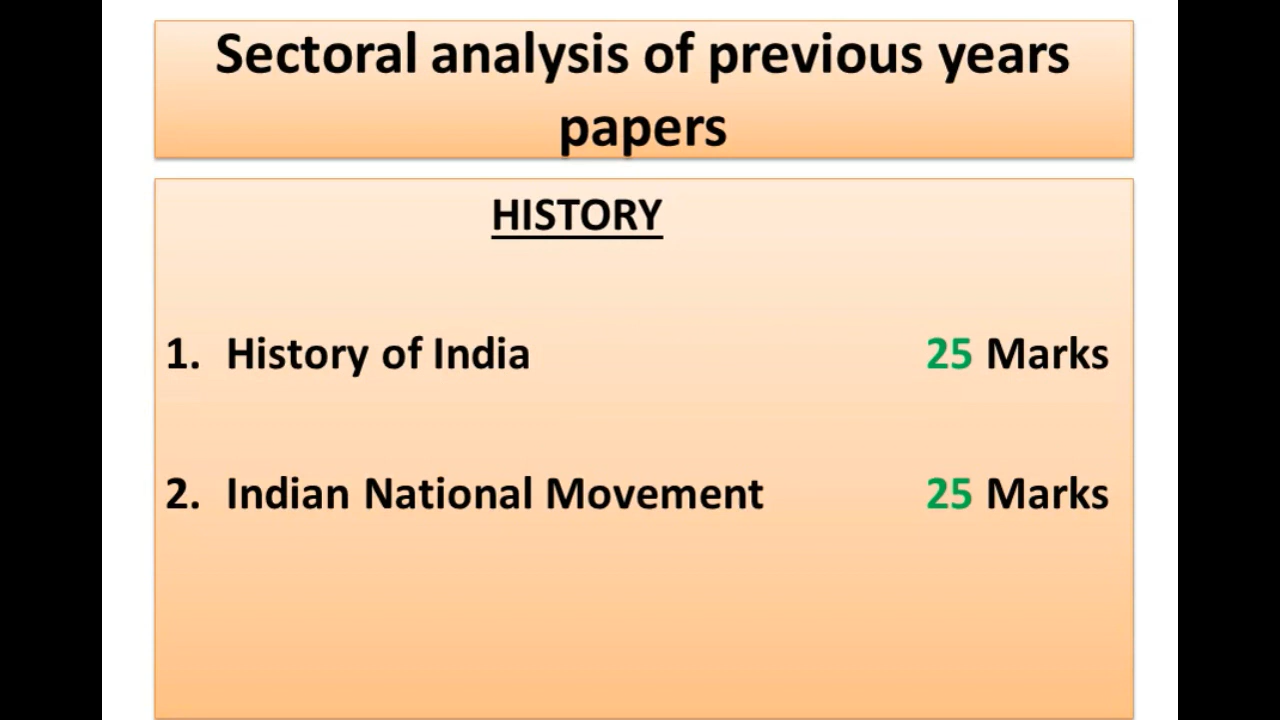 Sectoral analysis of previous years
papers
HISTORY
1. History of India 25 Marks
2. Indian National Movement 25 Marks